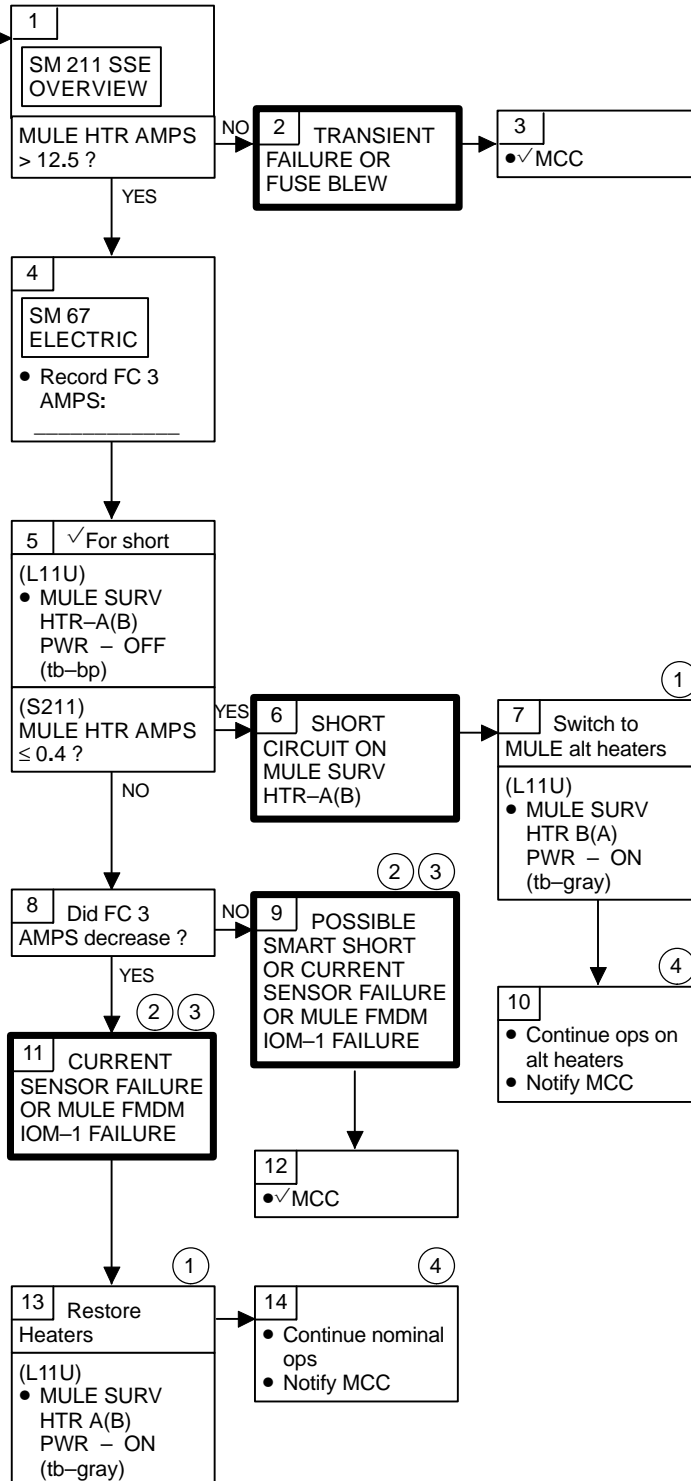 1
SM 211 SSE
OVERVIEW
MULE HTR AMPS
> 12.5 ?
NO
YES
2 TRANSIENT
FAILURE OR
FUSE BLEW
3
•√MCC
4
SM 67
ELECTRIC
• Record FC 3
AMPS:
_____________
5 √For short
(L11U)
• MULE SURV
HTR–A(B)
PWR – OFF
(tb–bp)
(S211)
MULE HTR AMPS
≤ 0.4 ?
YES
NO
6 SHORT
CIRCUIT ON
MULE SURV
HTR–A(B)
1
7 Switch to
MULE alt heaters
(L11U)
• MULE SURV
HTR B(A)
PWR – ON
(tb–gray)
8 Did FC 3
AMPS decrease ?
NO
YES
2 3
9 POSSIBLE
SMART SHORT
OR CURRENT
SENSOR FAILURE
OR MULE FMDM
IOM–1 FAILURE
4
10
• Continue ops on
alt heaters
• Notify MCC
2 3
11 CURRENT
SENSOR FAILURE
OR MULE FMDM
IOM–1 FAILURE
12
•√MCC
1
13 Restore
Heaters
(L11U)
• MULE SURV
HTR A(B)
PWR – ON
(tb–gray)
4
14
• Continue nominal
ops
• Notify MCC